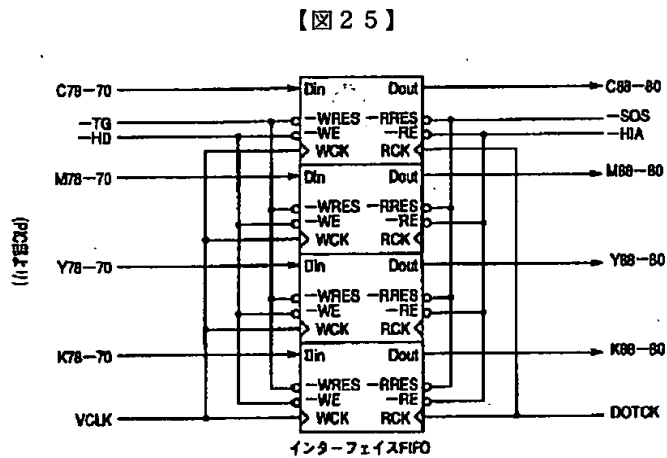 【図25】
C78-70 Din Dout C88-80
-TG -WRES -RRES -SOS
-HD -WE -RE -HIA
WCK RCK
M78-70 Din Dout M88-80
-WRES -RRES
-WE -RE
WCK RCK
Y78-70 Din Dout Y88-80
-WRES -RRES
-WE -RE
WCK RCK
K78-70 Din Dout K88-80
-WRES -RRES
-WE -RE
VCLK WCK RCK DOTCK
インターフェイスFIFO